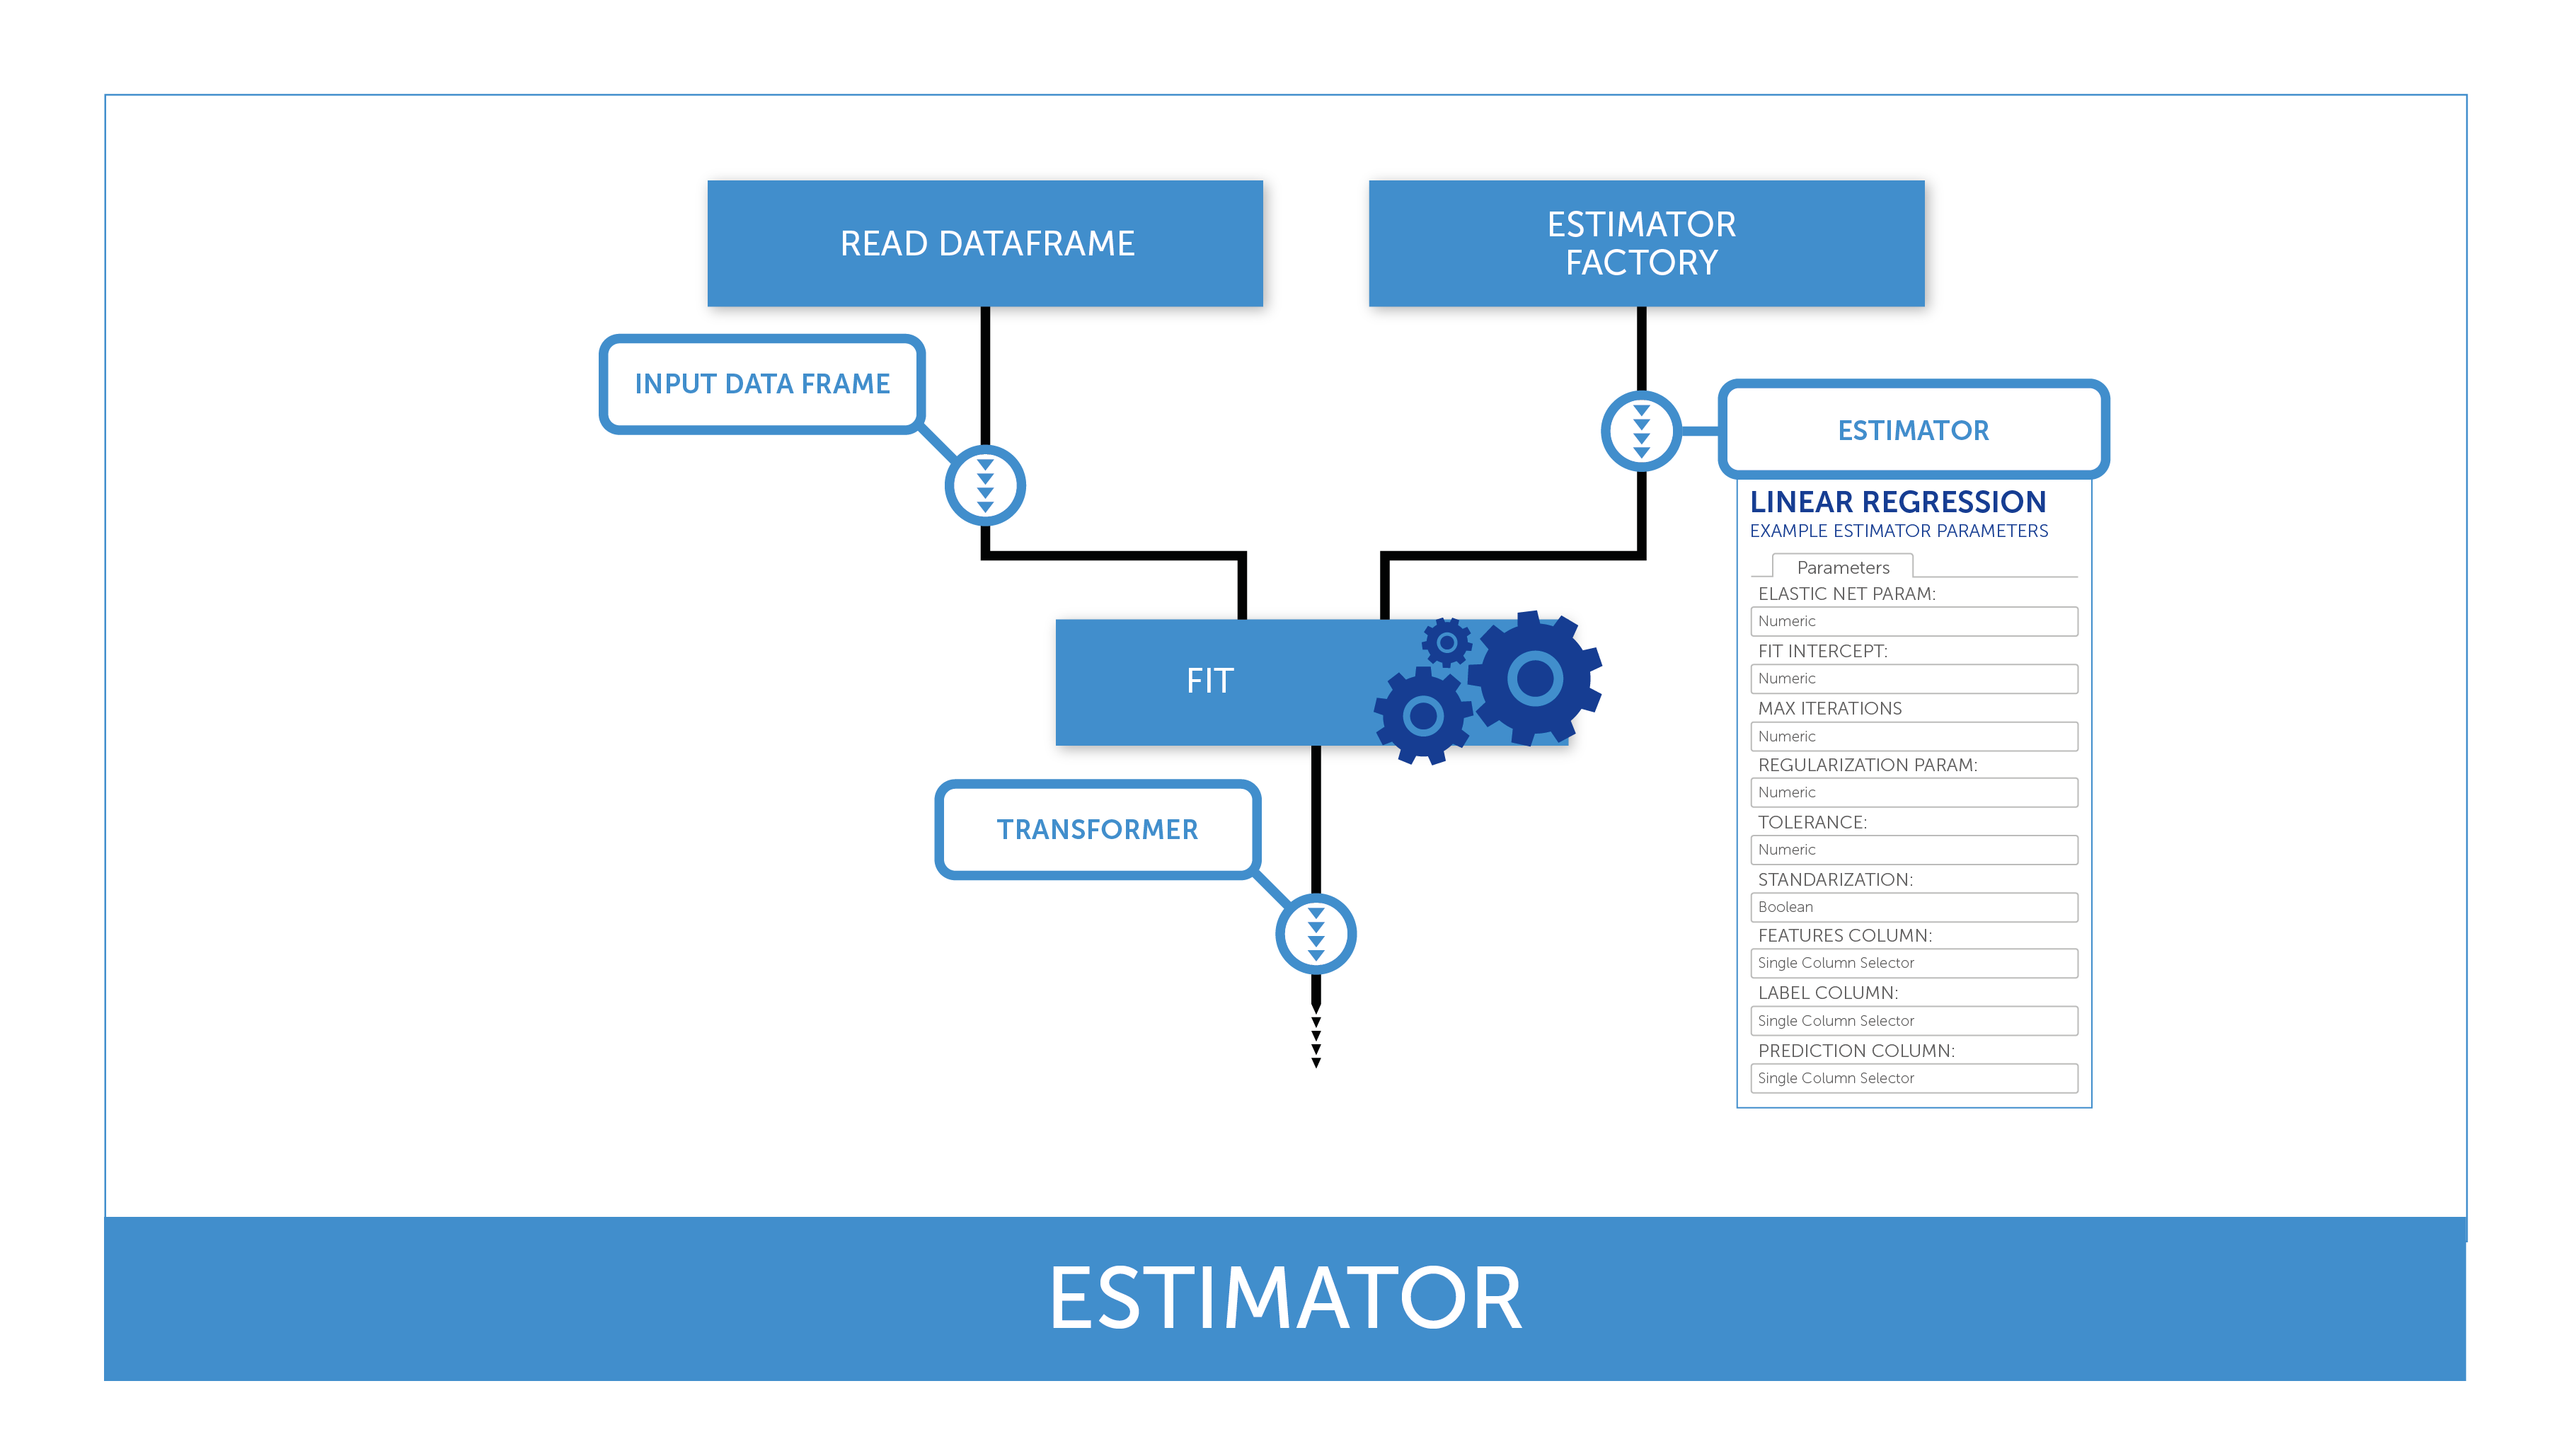 READ DATAFRAME
ESTIMATOR
FACTORY
INPUT DATA FRAME
ESTIMATOR
LINEAR REGRESSION
EXAMPLE ESTIMATOR PARAMETERS
Parameters
ELASTIC NET PARAM:
Numeric
FIT INTERCEPT:
Numeric
MAX ITERATIONS
Numeric
REGULARIZATION PARAM:
Numeric
TOLERANCE:
Numeric
STANDARIZATION:
Boolean
FEATURES COLUMN:
Single Column Selector
LABEL COLUMN:
Single Column Selector
PREDICTION COLUMN:
Single Column Selector
FIT
TRANSFORMER
ESTIMATOR